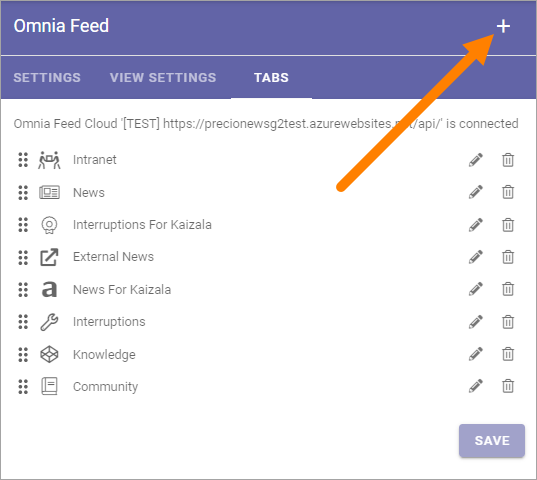 Omnia Feed
+
SETTINGS VIEW SETTINGS TABS
Omnia Feed Cloud '[TEST] https://precionewsg2test.azurewebsites.net/api/' is connected
Intranet
News
Interruptions For Kaizala
External News
a News For Kaizala
Interruptions
Knowledge
Community
SAVE